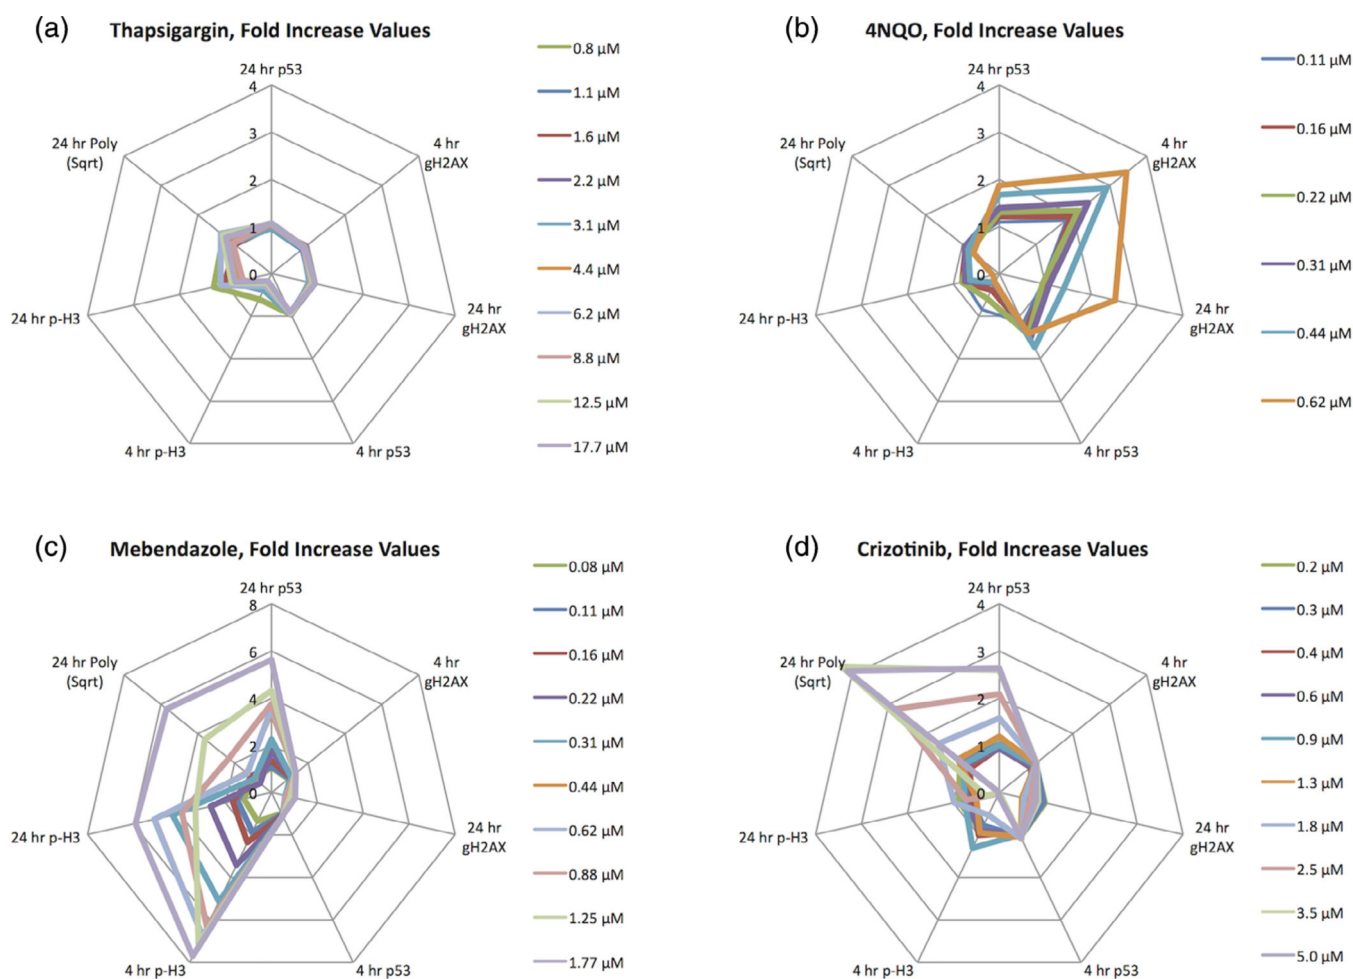 (a)
Thapsigargin, Fold Increase Values
24 hr p53
4
3
2
1
0
4 hr
gH2AX
24 hr
gH2AX
4 hr p53
4 hr p-H3
24 hr p-H3
24 hr Poly
(Sqrt)
0.8 µM
1.1 µM
1.6 µM
2.2 µM
3.1 µM
4.4 µM
6.2 µM
8.8 µM
12.5 µM
17.7 µM
(b)
4NQO, Fold Increase Values
24 hr p53
4
3
2
1
0
4 hr
gH2AX
24 hr
gH2AX
4 hr p53
4 hr p-H3
24 hr p-H3
24 hr Poly
(Sqrt)
0.11 µM
0.16 µM
0.22 µM
0.31 µM
0.44 µM
0.62 µM
(c)
Mebendazole, Fold Increase Values
24 hr p53
8
6
4
2
0
4 hr
gH2AX
24 hr
gH2AX
4 hr p53
4 hr p-H3
24 hr p-H3
24 hr Poly
(Sqrt)
0.08 µM
0.11 µM
0.16 µM
0.22 µM
0.31 µM
0.44 µM
0.62 µM
0.88 µM
1.25 µM
1.77 µM
(d)
Crizotinib, Fold Increase Values
24 hr p53
4
3
2
1
0
4 hr
gH2AX
24 hr
gH2AX
4 hr p53
4 hr p-H3
24 hr p-H3
24 hr Poly
(Sqrt)
0.2 µM
0.3 µM
0.4 µM
0.6 µM
0.9 µM
1.3 µM
1.8 µM
2.5 µM
3.5 µM
5.0 µM